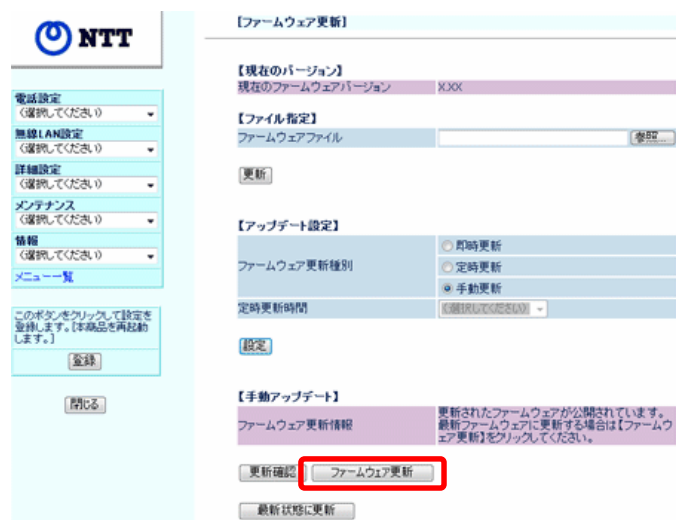 NTT
電話設定
(選択してください)
無線LAN設定
(選択してください)
詳細設定
(選択してください)
メンテナンス
(選択してください)
情報
(選択してください)
メニュー一覧
このボタンをクリックして設定を
登録します。[本商品を再起動
します。]
登録
閉じる
【ファームウェア更新】
【現在のバージョン】
現在のファームウェアバージョン X.XX
【ファイル指定】
ファームウェアファイル 参照...
更新
【アップデート設定】
ファームウェア更新種別
即時更新
定時更新
手動更新
定時更新時間 (選択してください)
設定
【手動アップデート】
ファームウェア更新情報
更新されたファームウェアが公開されています。
最新ファームウェアに更新する場合は【ファームウ
ェア更新】をクリックしてください。
更新確認 ファームウェア更新
最新状態に更新